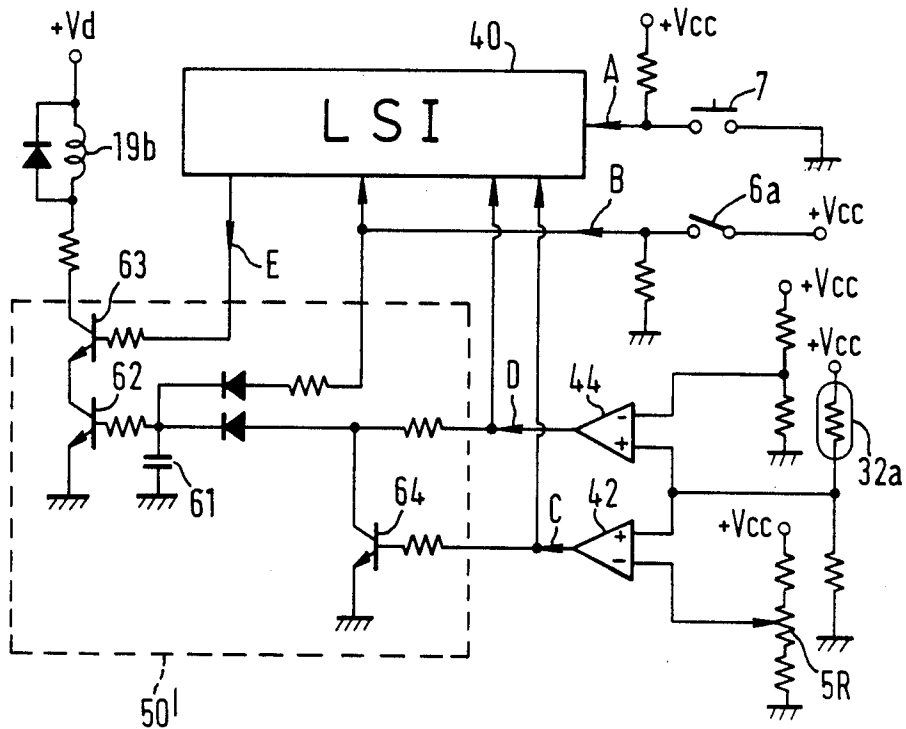 +Vd
40
+Vcc
LSI
A
7
19b
B
6a
+Vcc
E
63
+Vcc
62
D
44
+Vcc
-
+
32a
61
64
C
42
+Vcc
+
-
5R
50'